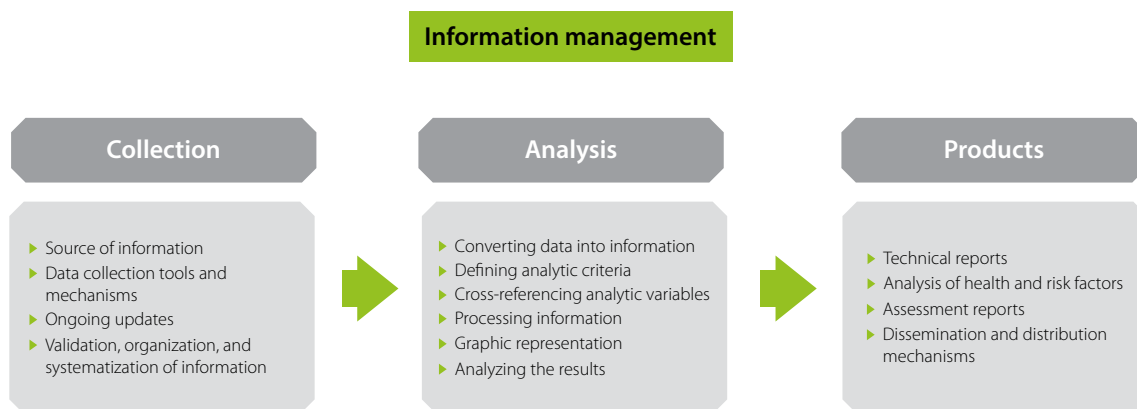 Information management
Collection
Source of information
Data collection tools and
mechanisms
Ongoing updates
Validation, organization, and
systematization of information
Analysis
Converting data into information
Defining analytic criteria
Cross-referencing analytic variables
Processing information
Graphic representation
Analyzing the results
Products
Technical reports
Analysis of health and risk factors
Assessment reports
Dissemination and distribution
mechanisms